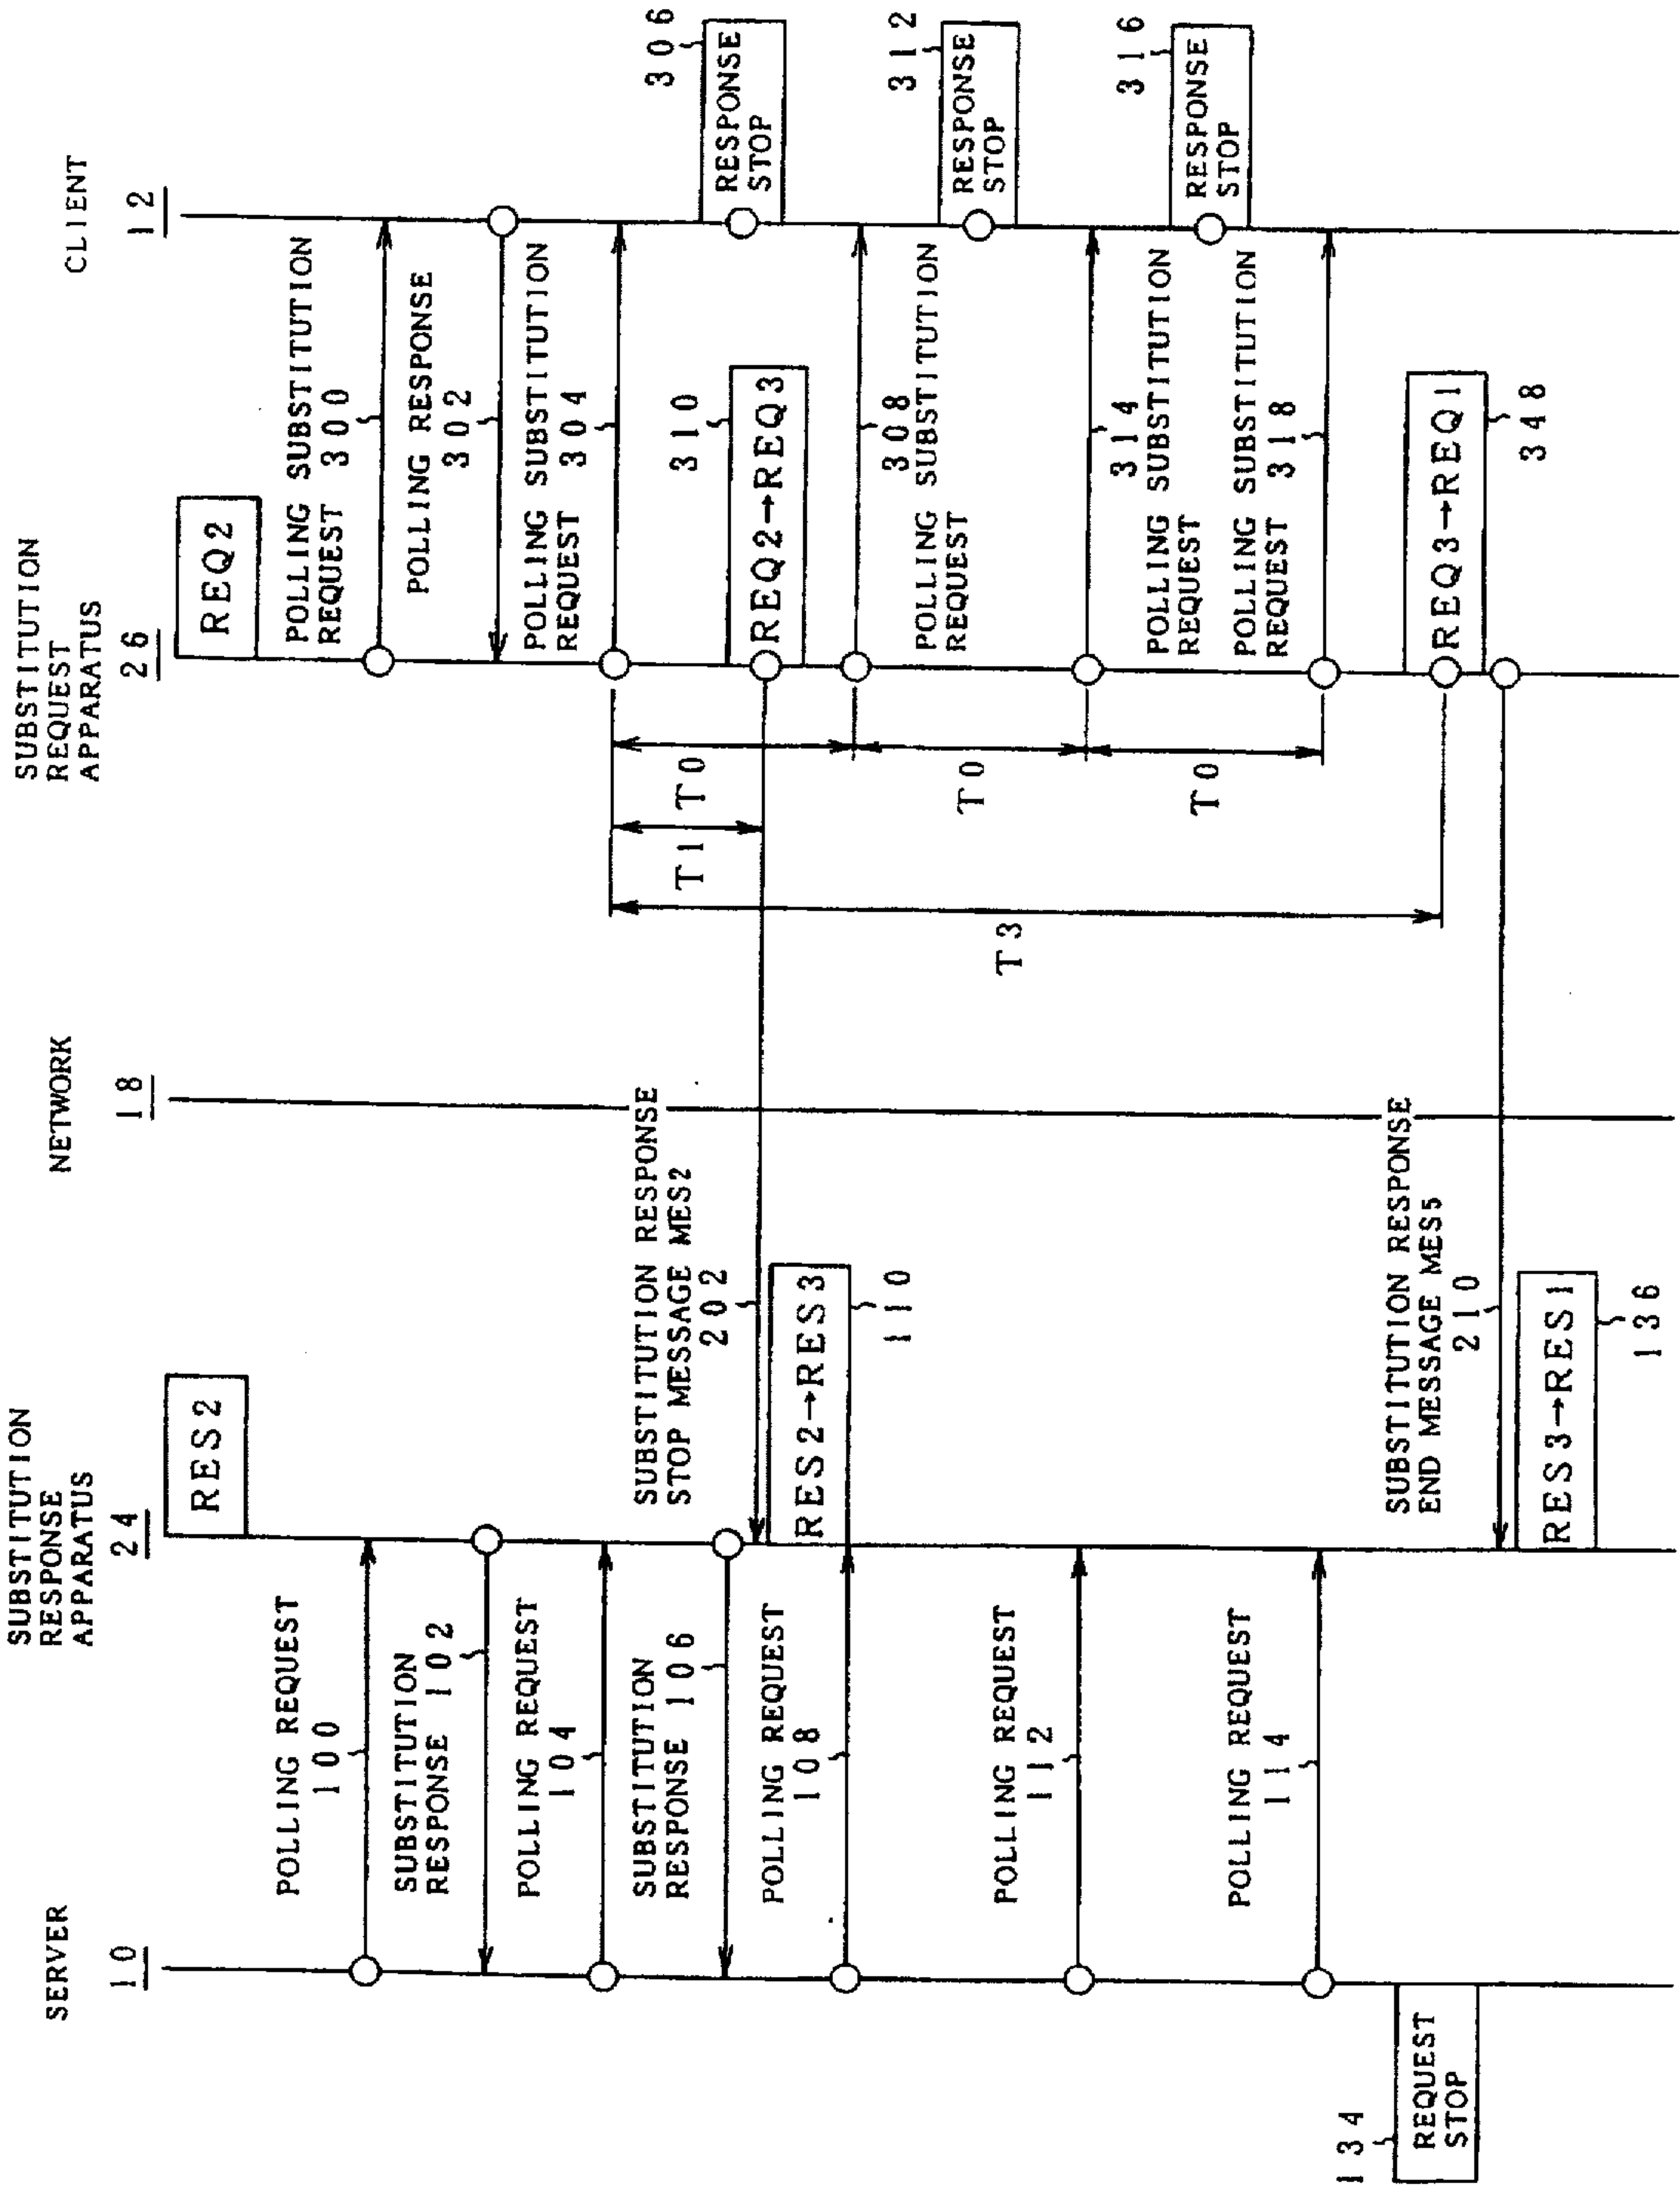 SERVER
10
SUBSTITUTION
RESPONSE
APPARATUS
24
NETWORK
18
SUBSTITUTION
REQUEST
APPARATUS
26
CLIENT
12
RES2
REQ2
POLLING REQUEST
100
POLLING SUBSTITUTION
REQUEST 300
SUBSTITUTION
RESPONSE 102
POLLING RESPONSE
302
POLLING REQUEST
104
POLLING SUBSTITUTION
REQUEST 304
SUBSTITUTION
RESPONSE 106
SUBSTITUTION RESPONSE
STOP MESSAGE MES2
202
T1
T0
310
REQ2→REQ3
306
RESPONSE
STOP
POLLING REQUEST
108
RES2→RES3
110
308
POLLING SUBSTITUTION
REQUEST
312
RESPONSE
STOP
T0
T3
POLLING REQUEST
112
314
POLLING SUBSTITUTION
REQUEST
316
RESPONSE
STOP
T0
POLLING REQUEST
114
POLLING SUBSTITUTION
REQUEST 318
134
REQUEST
STOP
SUBSTITUTION RESPONSE
END MESSAGE MES5
210
REQ3→REQ1
348
RES3→RES1
136